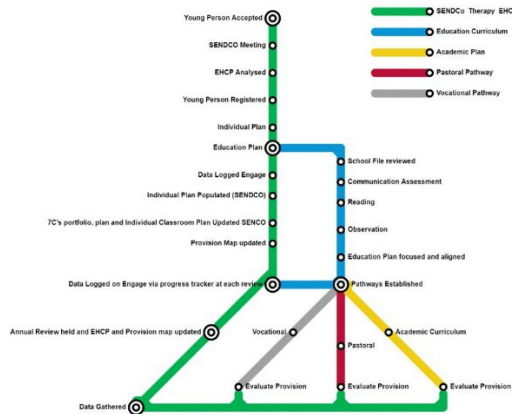 Young Person Accepted
SENDCO Meeting
EHCP Analysed
Young Person Registered
Individual Plan
Education Plan
Data Logged Engage
Individual Plan Populated (SENDCO)
7C's portfolio, plan and Individual Classroom Plan Updated SENCO
Provision Map updated
Data Logged on Engage via progress tracker at each review
Annual Review held and EHCP and Provision map updated
Data Gathered
School File reviewed
Communication Assessment
Reading
Observation
Education Plan focused and aligned
Pathways Established
Vocational
Pastoral
Academic Curriculum
Evaluate Provision
Evaluate Provision
Evaluate Provision
SENDCo Therapy EHC
Education Curriculum
Academic Plan
Pastoral Pathway
Vocational Pathway